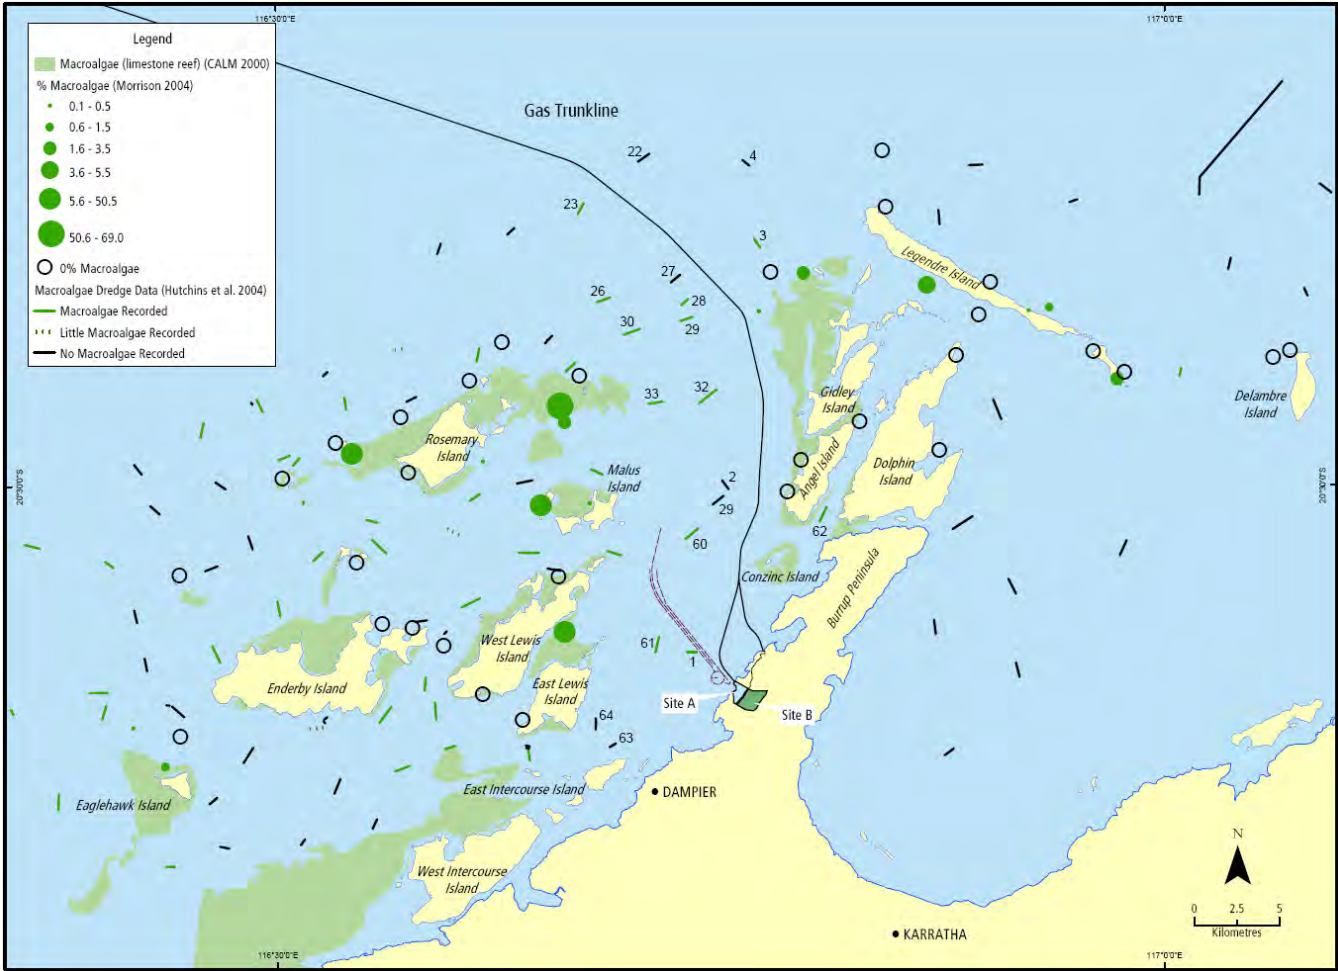 116°30'0"E
117°0'0"E
Legend
Macroalgae (limestone reef) (CALM 2000)
% Macroalgae (Morrison 2004)
0.1 - 0.5
0.6 - 1.5
1.6 - 3.5
3.6 - 5.5
5.6 - 50.5
50.6 - 69.0
0% Macroalgae
Macroalgae Dredge Data (Hutchins et al. 2004)
Macroalgae Recorded
Little Macroalgae Recorded
No Macroalgae Recorded
Gas Trunkline
22
4
23
3
Legendre Island
27
26
28
30
29
33
32
Gidley
Island
Delambre
Island
Rosemary
Island
Angel Island
Dolphin
Island
Malus
Island
2
29
20°30'0"S
20°30'0"S
62
60
Conzinc Island
Burrup Peninsula
61
1
West Lewis
Island
Enderby Island
East Lewis
Island
Site A
Site B
64
63
Eaglehawk Island
East Intercourse Island
DAMPIER
West Intercourse
Island
N
0 2.5 5
Kilometres
KARRATHA
116°30'0"E
117°0'0"E